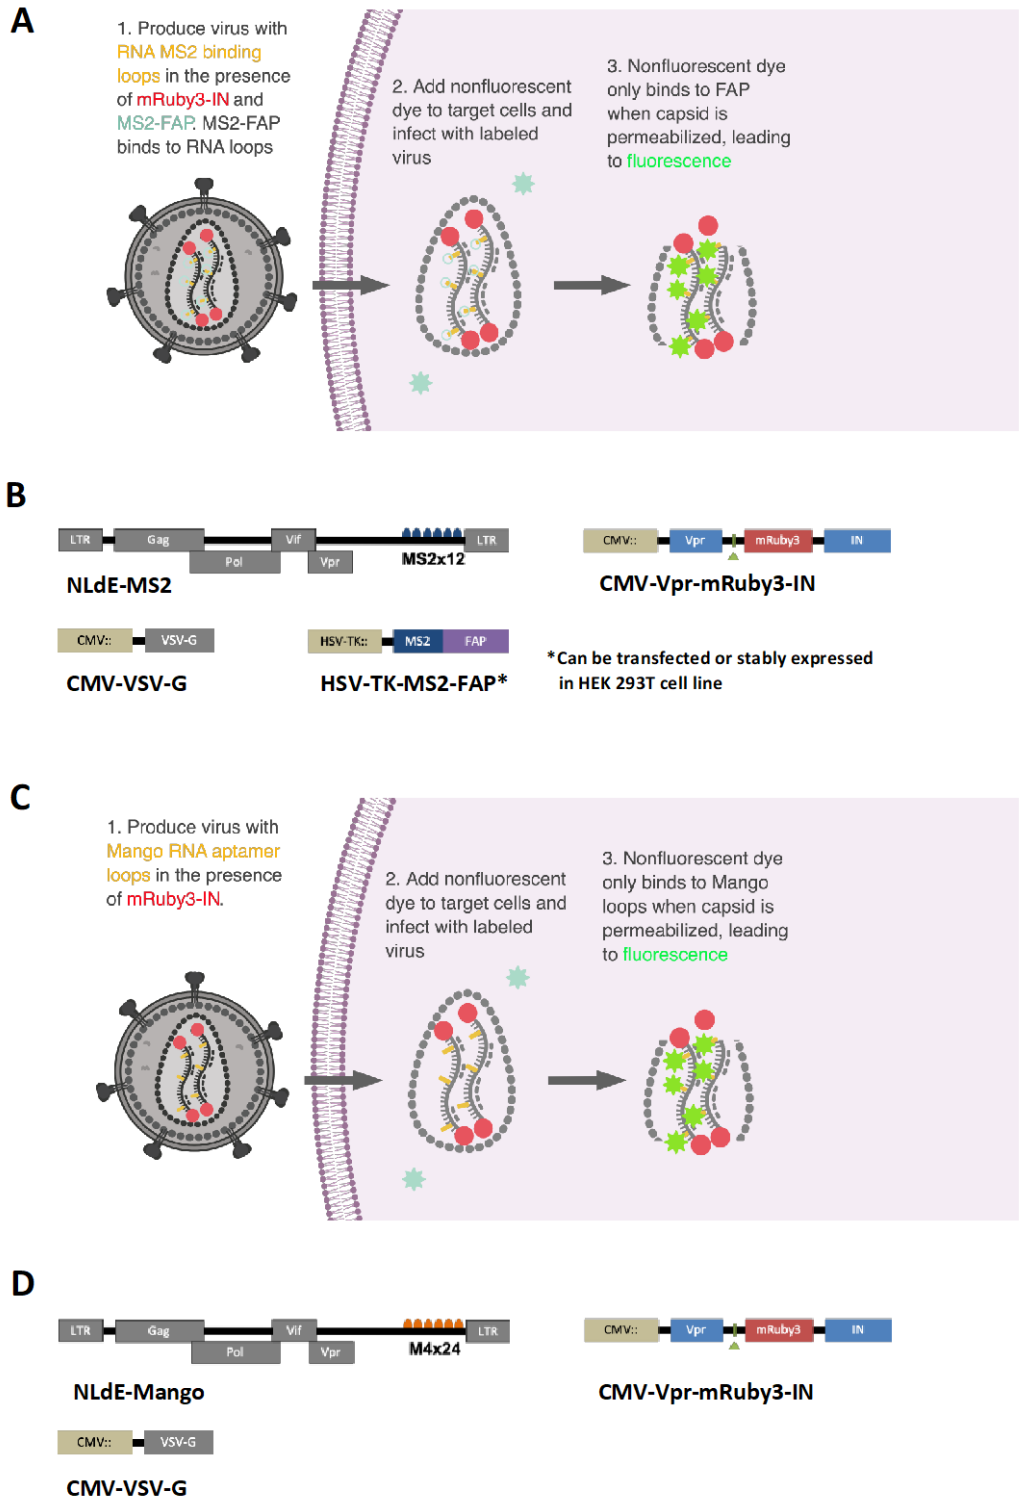 A
1. Produce virus with
RNA MS2 binding
loops in the presence
of mRuby3-IN and
MS2-FAP. MS2-FAP
binds to RNA loops
2. Add nonfluorescent
dye to target cells and
infect with labeled
virus
3. Nonfluorescent dye
only binds to FAP
when capsid is
permeabilized, leading
to fluorescence
B
LTR Gag Vif LTR
Pol Vpr MS2x12
NLdE-MS2
CMV:: Vpr mRuby3 IN
CMV-Vpr-mRuby3-IN
CMV:: VSV-G
CMV-VSV-G
HSV-TK:: MS2 FAP
HSV-TK-MS2-FAP*
*Can be transfected or stably expressed
in HEK 293T cell line
C
1. Produce virus with
Mango RNA aptamer
loops in the presence
of mRuby3-IN.
2. Add nonfluorescent
dye to target cells and
infect with labeled
virus
3. Nonfluorescent dye
only binds to Mango
loops when capsid is
permeabilized, leading
to fluorescence
D
LTR Gag Vif LTR
Pol Vpr M4x24
NLdE-Mango
CMV:: Vpr mRuby3 IN
CMV-Vpr-mRuby3-IN
CMV:: VSV-G
CMV-VSV-G